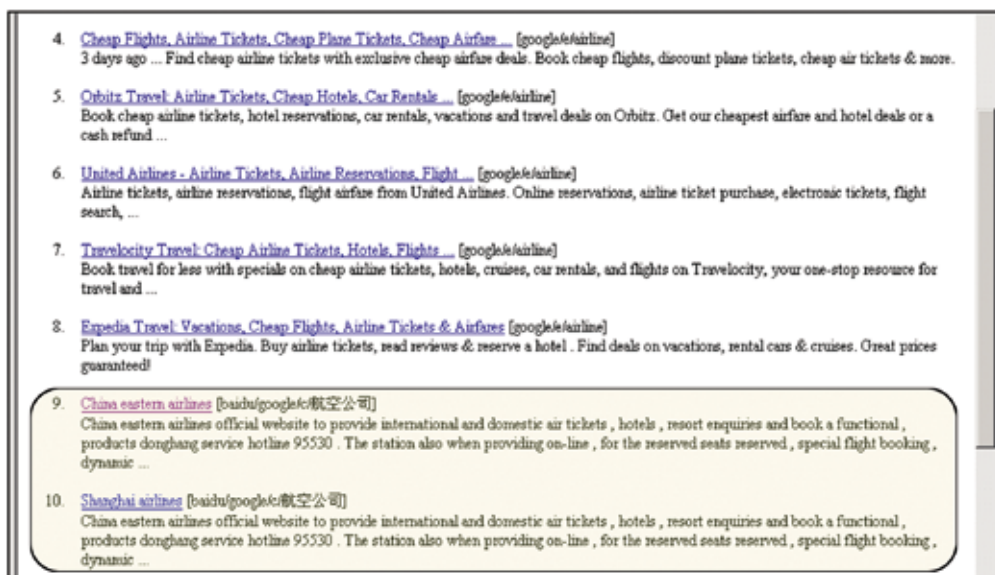 4. Cheap Flights, Airline Tickets, Cheap Plane Tickets, Cheap Airfare ... [google/e/airline]
3 days ago ... Find cheap airline tickets with exclusive cheap airfare deals. Book cheap flights, discount plane tickets, cheap air tickets & more.
5. Orbitz Travel: Airline Tickets, Cheap Hotels, Car Rentals ... [google/e/airline]
Book cheap airline tickets, hotel reservations, car rentals, vacations and travel deals on Orbitz. Get our cheapest airfare and hotel deals or a
cash refund ...
6. United Airlines - Airline Tickets, Airline Reservations, Flight ... [google/e/airline]
Airline tickets, airline reservations, flight airfare from United Airlines. Online reservations, airline ticket purchase, electronic tickets, flight
search, ...
7. Travelocity Travel: Cheap Airline Tickets, Hotels, Flights ... [google/e/airline]
Book travel for less with specials on cheap airline tickets, hotels, cruises, car rentals, and flights on Travelocity, your one-stop resource for
travel and ...
8. Expedia Travel: Vacations, Cheap Flights, Airline Tickets & Airfares [google/e/airline]
Plan your trip with Expedia. Buy airline tickets, read reviews & reserve a hotel . Find deals on vacations, rental cars & cruises. Great prices
guaranteed!
9. China eastern airlines [baidu/google/c/航空公司]
China eastern airlines official website to provide international and domestic air tickets , hotels , resort enquiries and book a functional ,
products donghang service hotline 95530 . The station also when providing on-line , for the reserved seats reserved , special flight booking ,
dynamic ...
10. Shanghai airlines [baidu/google/c/航空公司]
China eastern airlines official website to provide international and domestic air tickets , hotels , resort enquiries and book a functional ,
products donghang service hotline 95530 . The station also when providing on-line , for the reserved seats reserved , special flight booking ,
dynamic ...